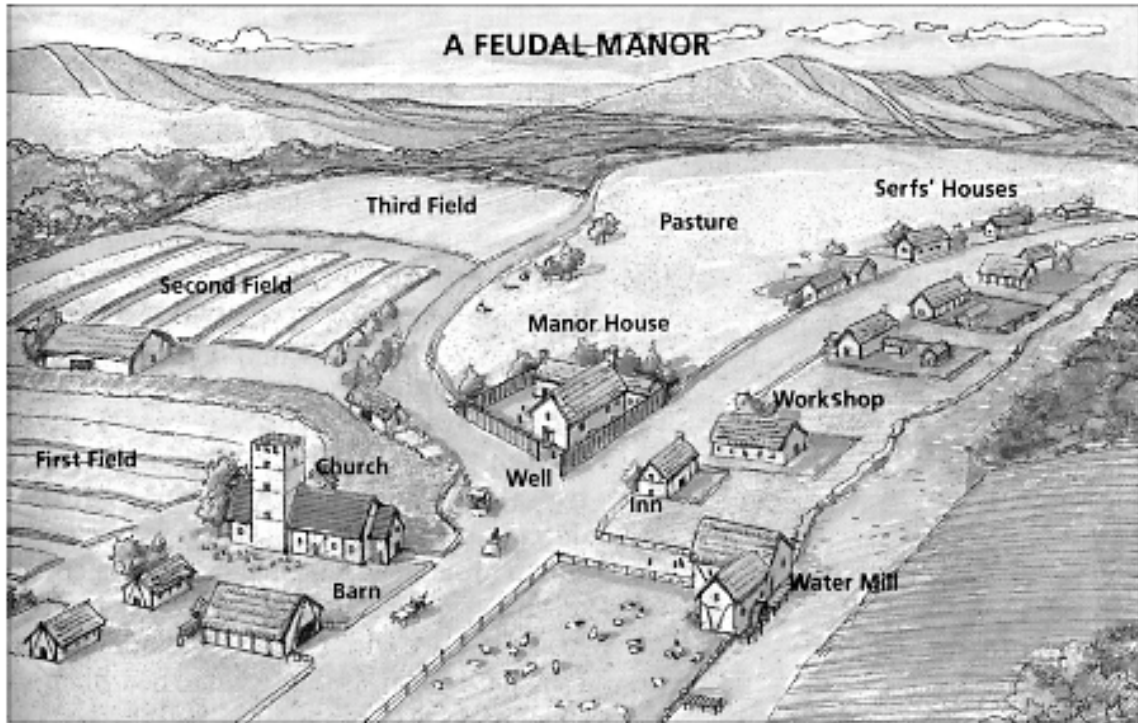 A FEUDAL MANOR
Serfs' Houses
Third Field
Pasture
Second Field
Manor House
Workshop
First Field
Church
Well
Inn
Barn
Water Mill